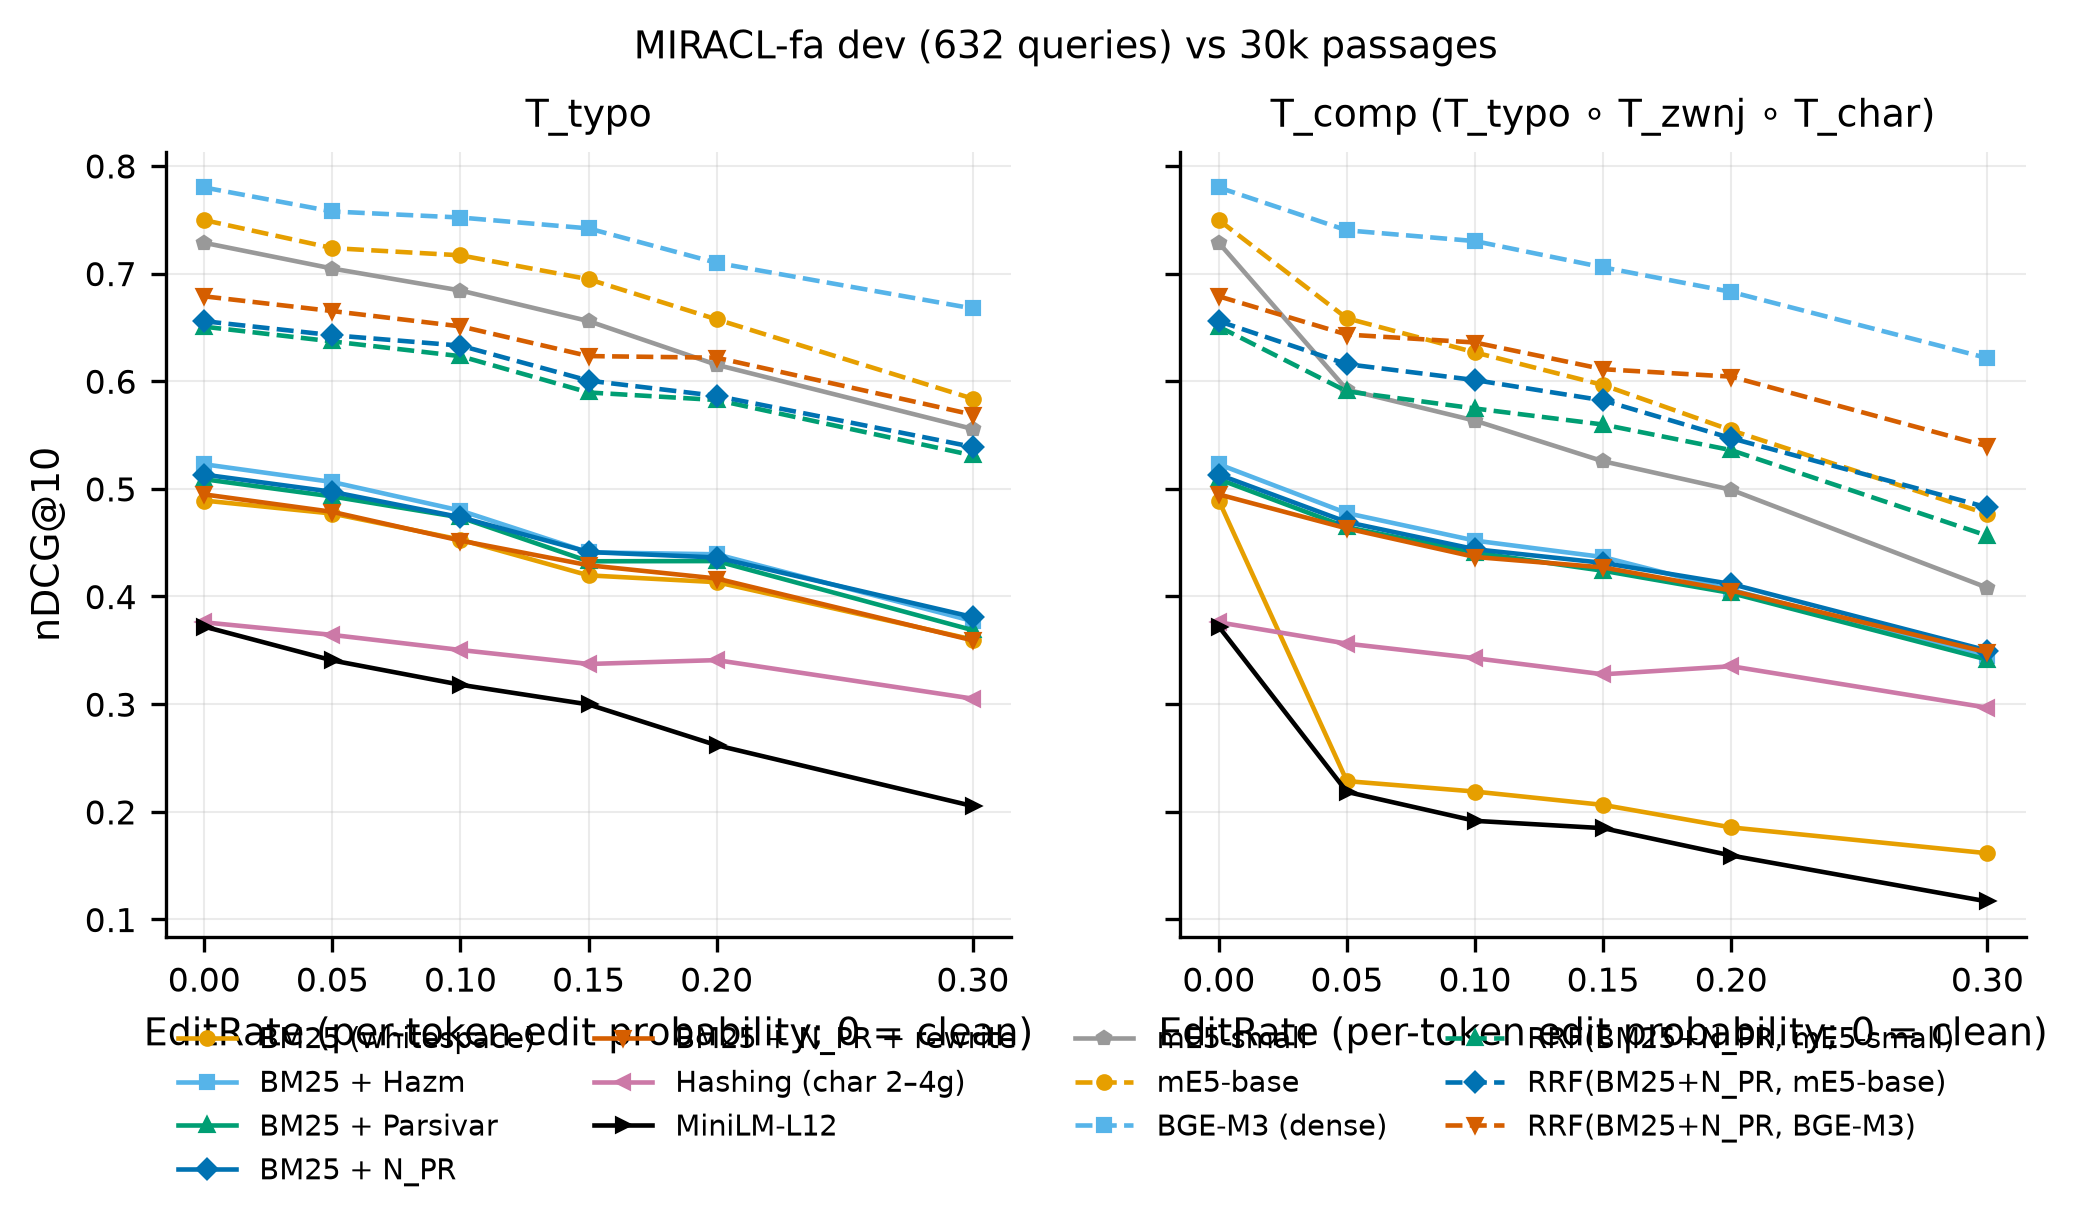 MIRACL-fa dev (632 queries) vs 30k passages
T_typo
T_comp (T_typo ∘ T_zwnj ∘ T_char)
nDCG@10
0.8
0.7
0.6
0.5
0.4
0.3
0.2
0.1
0.00 0.05 0.10 0.15 0.20 0.30
0.00 0.05 0.10 0.15 0.20 0.30
EditRate (per-token edit probability; 0 = clean)
EditRate (per-token edit probability; 0 = clean)
BM25 (whitespace)
BM25 + Hazm
BM25 + Parsivar
BM25 + N_PR
BM25 + N_PR + rewrite
Hashing (char 2–4g)
MiniLM-L12
mE5-small
mE5-base
BGE-M3 (dense)
RRF(BM25+N_PR, mE5-small)
RRF(BM25+N_PR, mE5-base)
RRF(BM25+N_PR, BGE-M3)